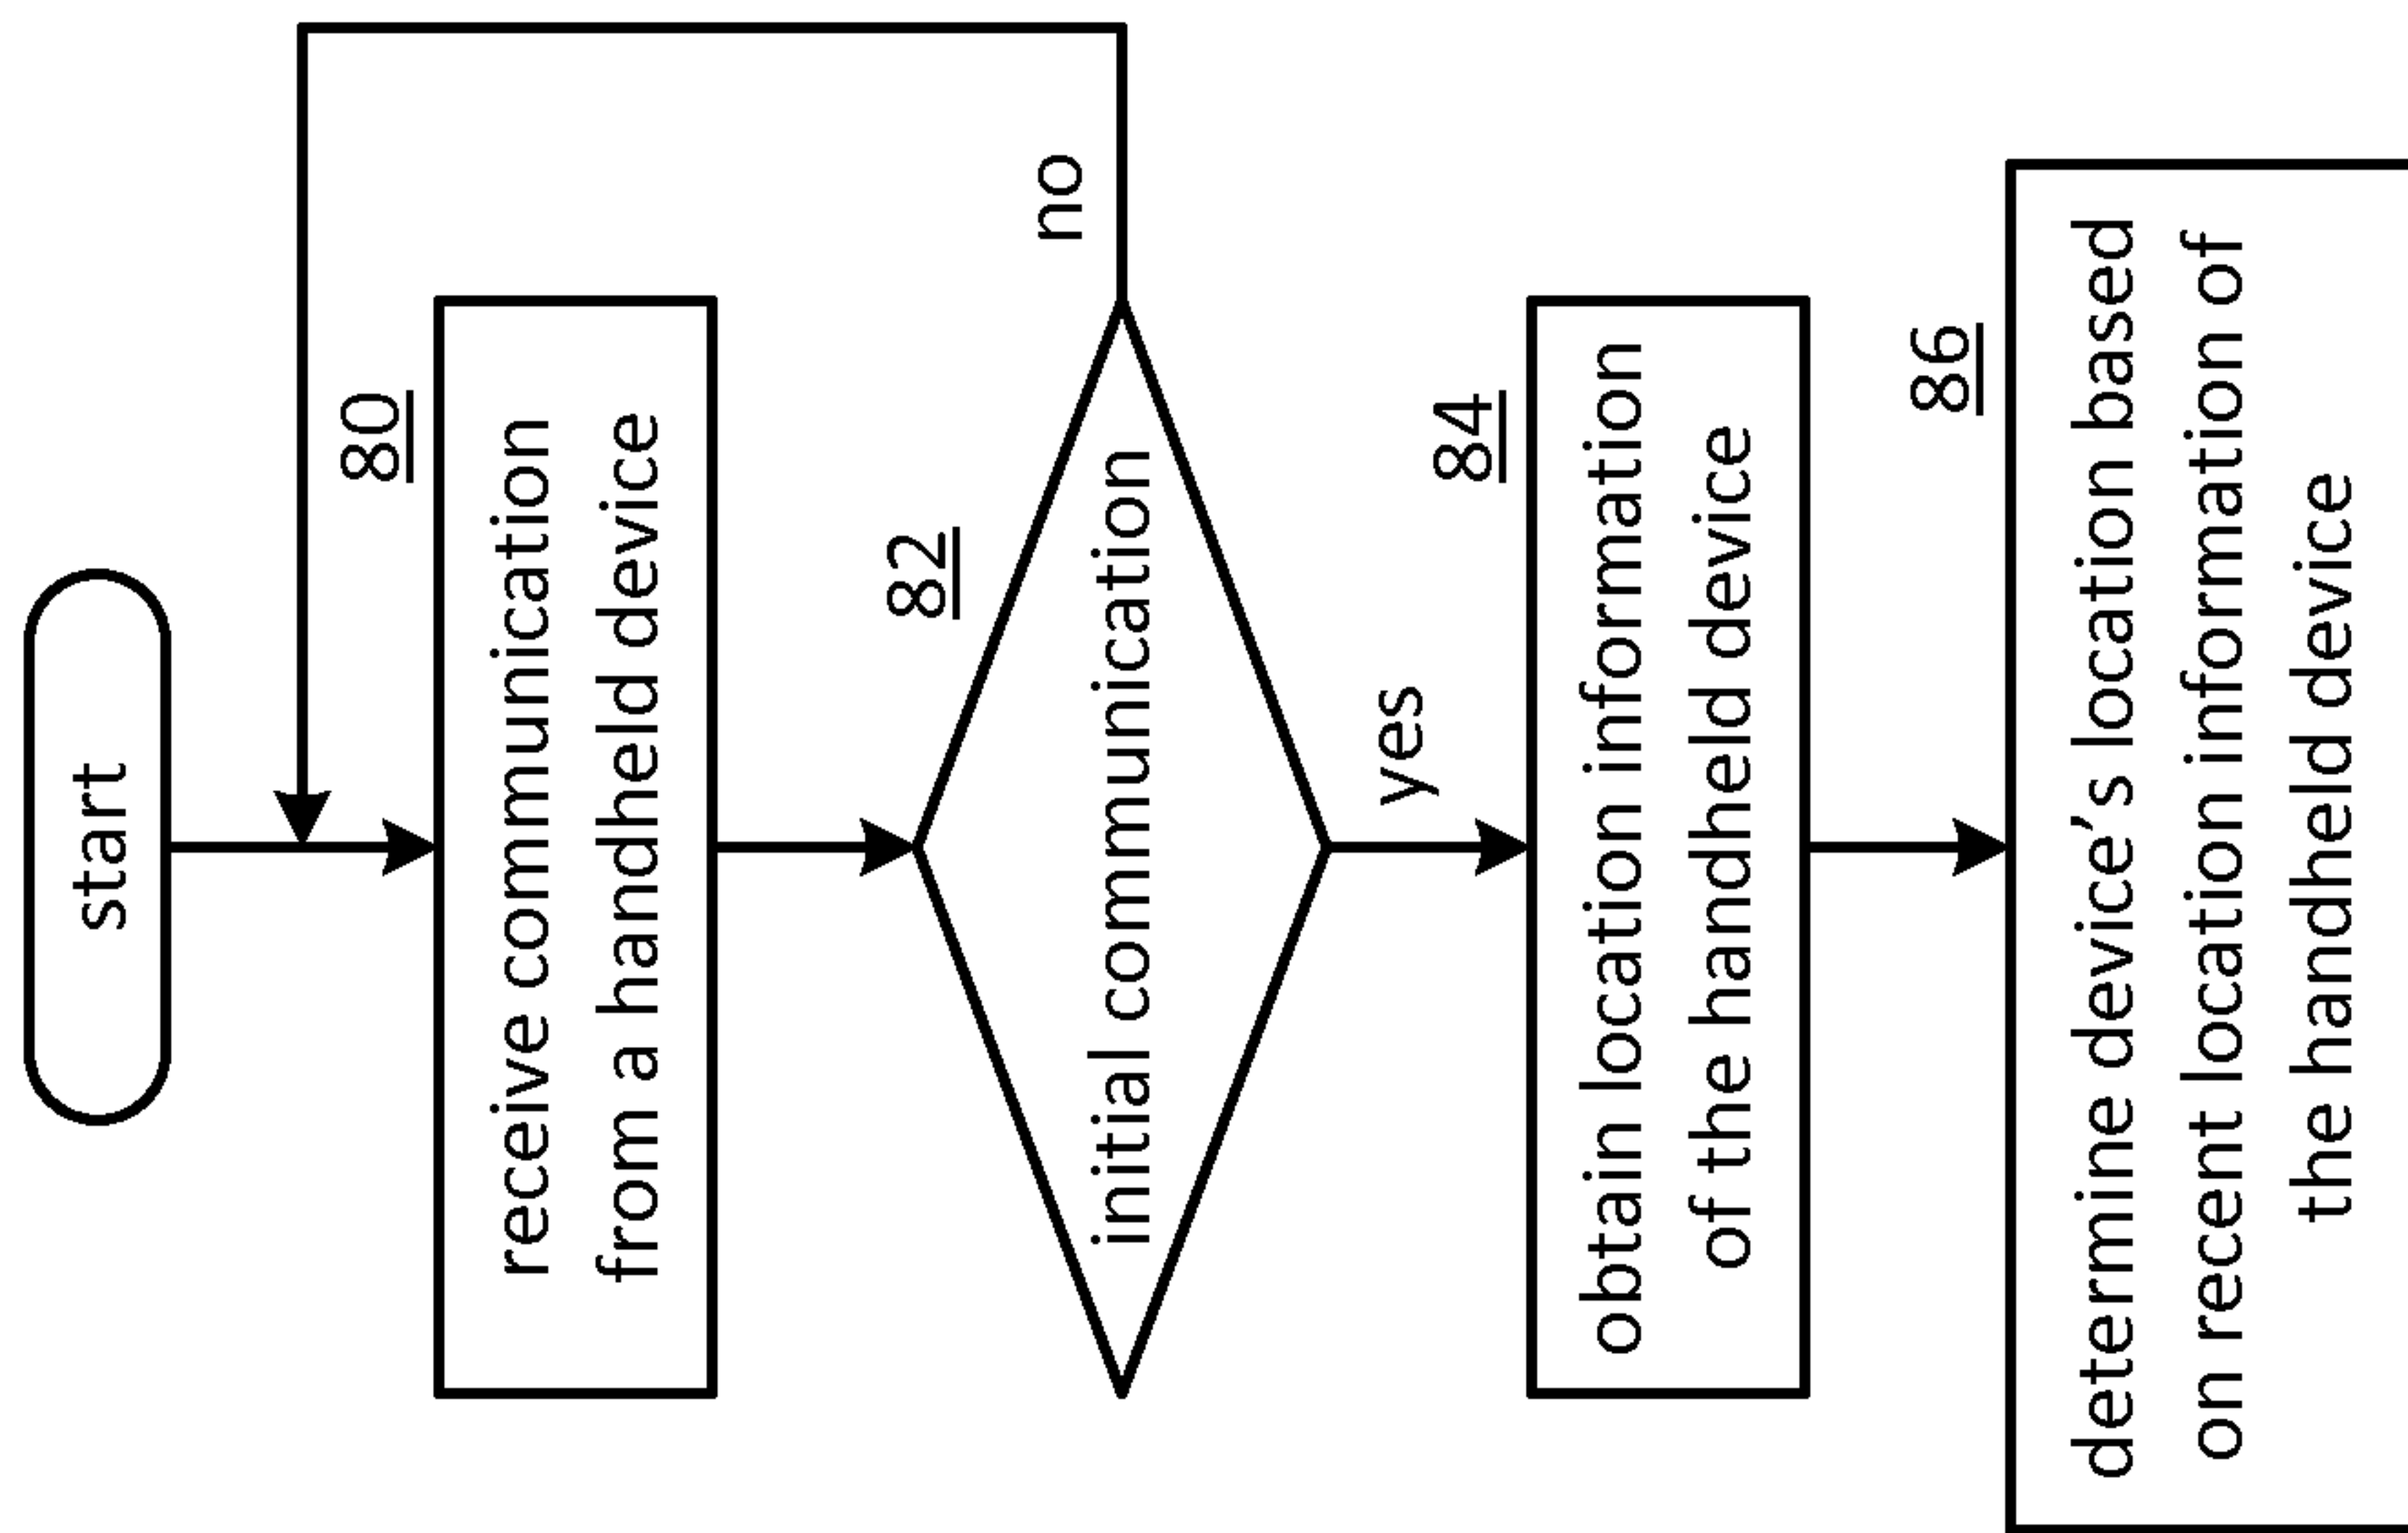 start
80
receive communication
from a handheld device
82
initial communication
no
yes
84
obtain location information
of the handheld device
86
determine device’s location based
on recent location information of
the handheld device